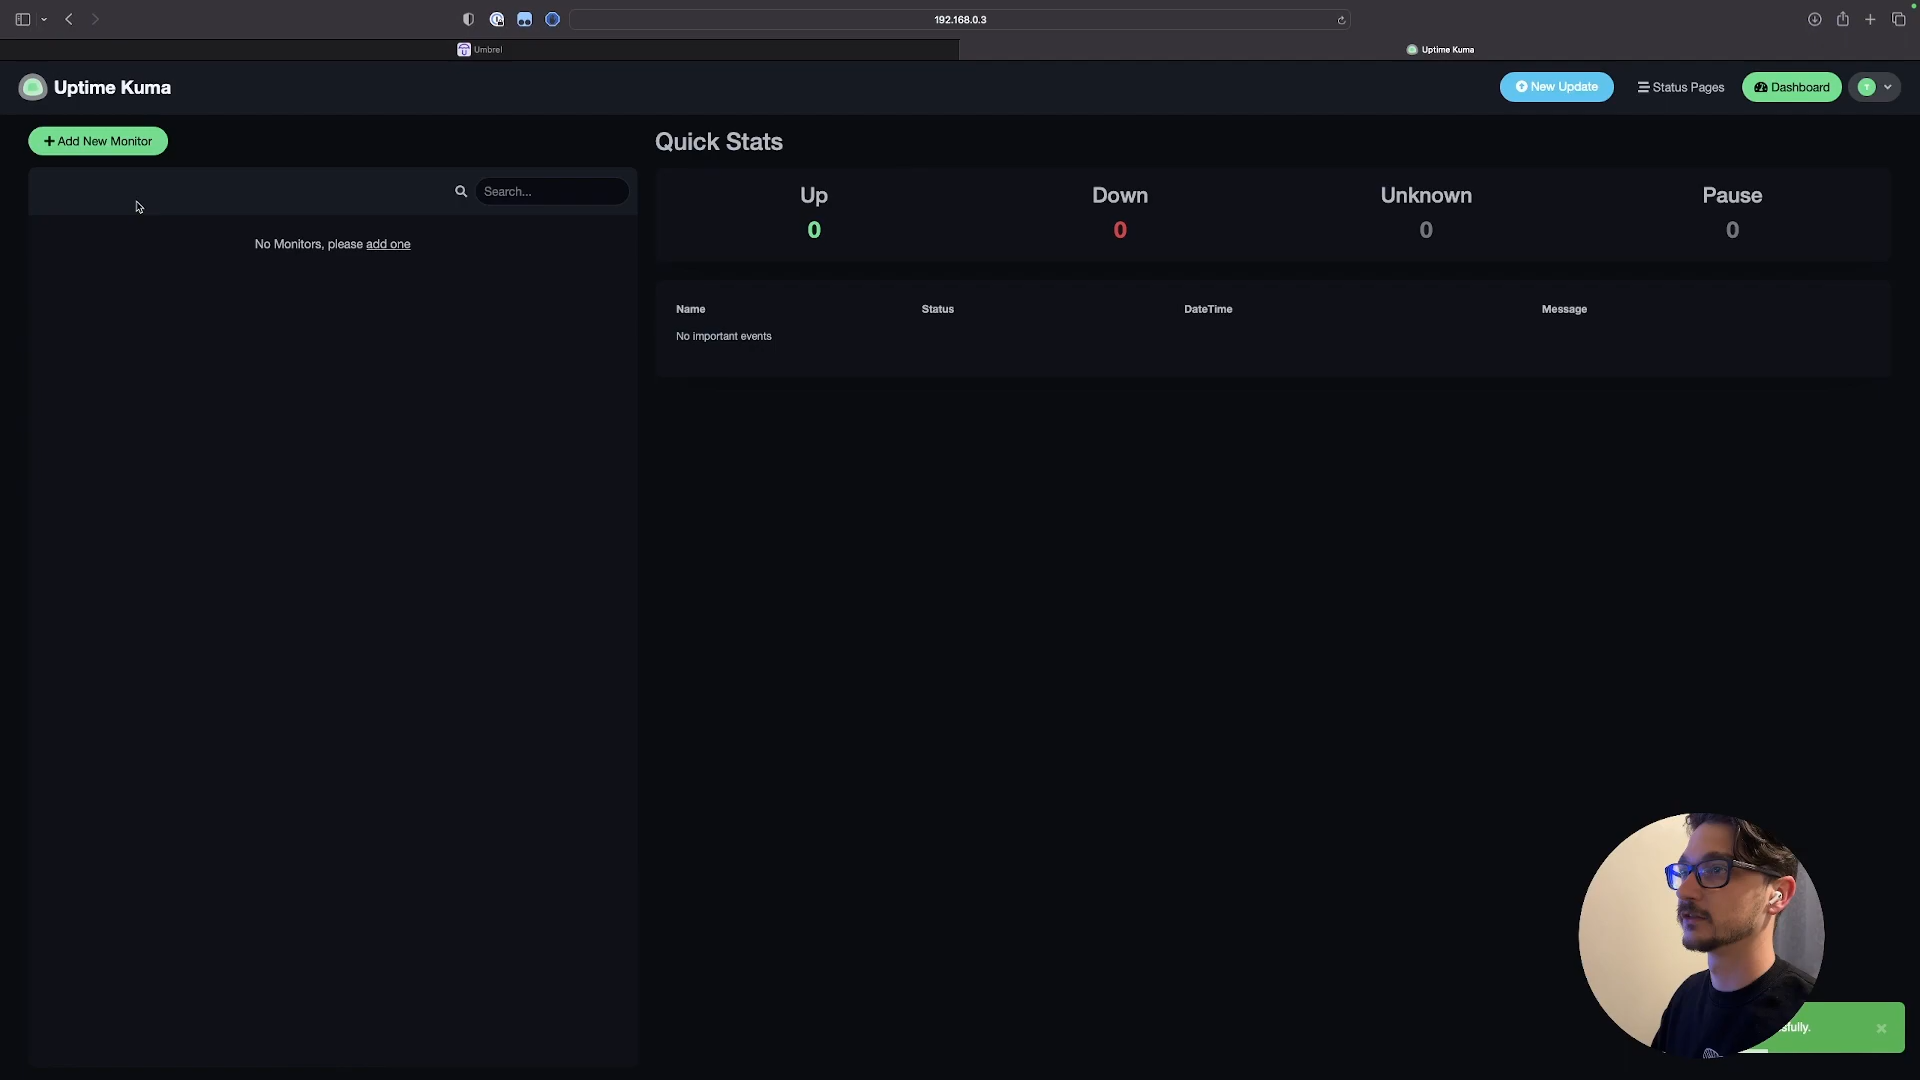 192.168.0.3
Umbrel
Uptime Kuma
Uptime Kuma
New Update
Status Pages
Dashboard
T
+ Add New Monitor
Search...
No Monitors, please add one
Quick Stats
Up
Down
Unknown
Pause
0
0
0
0
Name
Status
DateTime
Message
No important events
sfully.